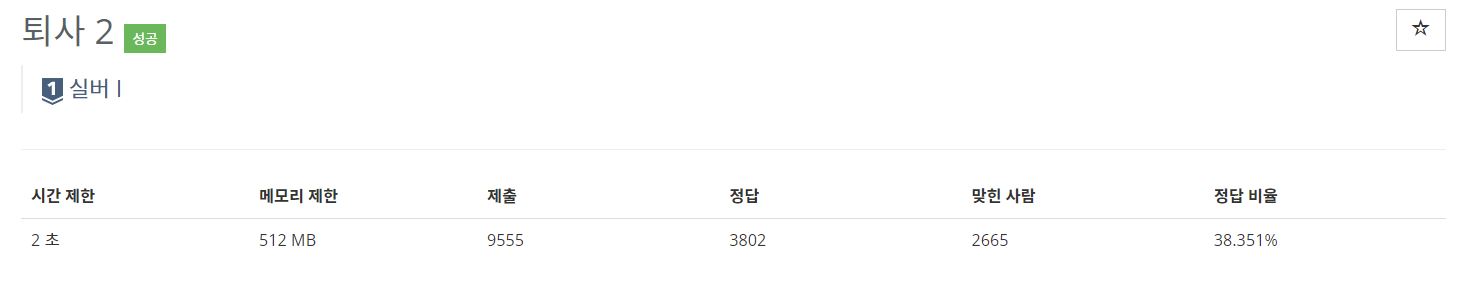 퇴사 2 성공
1 실버 I
시간 제한 메모리 제한 제출 정답 맞힌 사람 정답 비율
2 초 512 MB 9555 3802 2665 38.351%